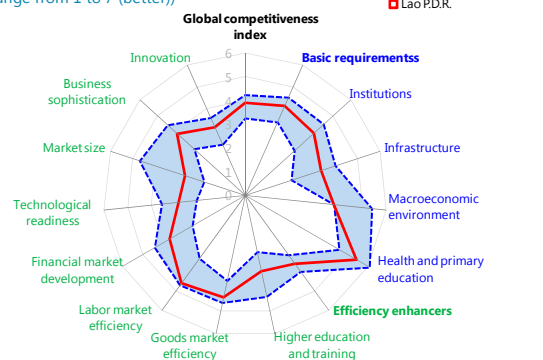 ange from 1 to 7 (better))
Lao P.D.R.
Global competitiveness
index
Basic requirementss
Institutions
Infrastructure
Macroeconomic
environment
Health and primary
education
Efficiency enhancers
Higher education
and training
Goods market
efficiency
Labor market
efficiency
Financial market
development
Technological
readiness
Market size
Business
sophistication
Innovation
6
5
4
3
2
1
0